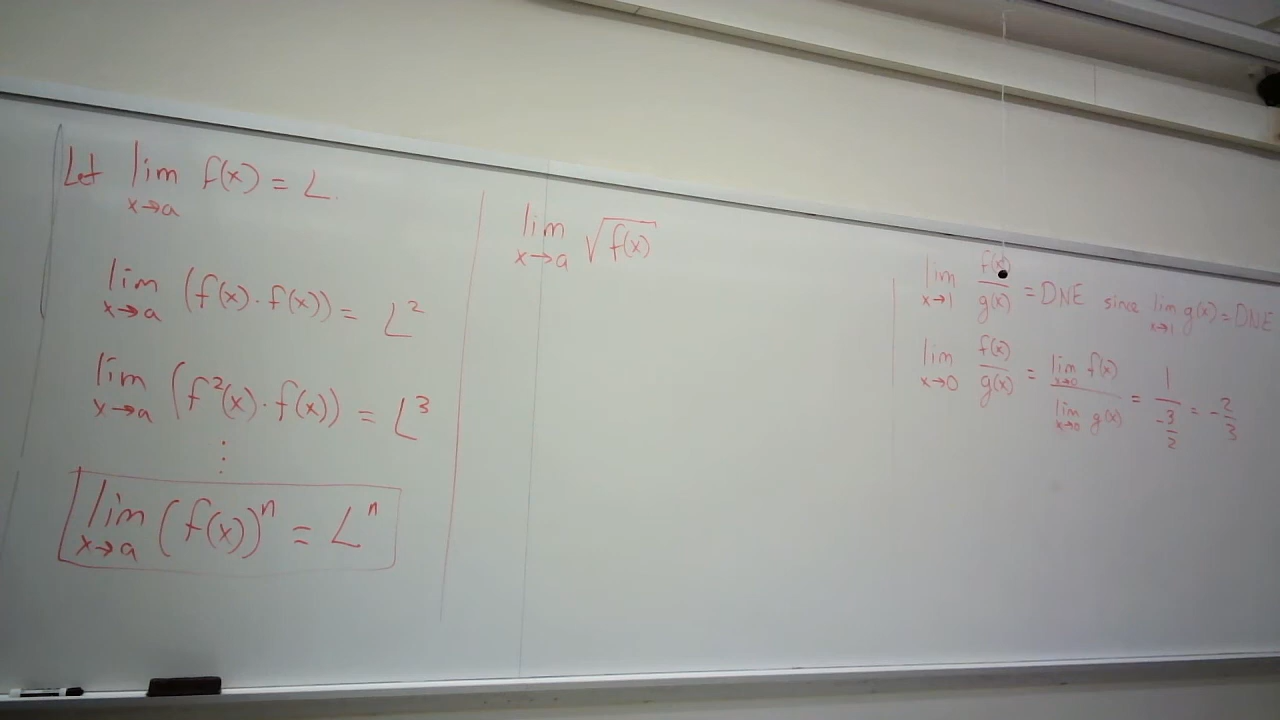 Let lim f(x) = L.
x→a
lim (f(x)·f(x)) = L²
x→a
lim (f²(x)·f(x)) = L³
x→a
⋮
lim (f(x))ⁿ = Lⁿ
x→a
lim √f(x)
x→a
lim f(x)/g(x) = DNE since lim g(x) = DNE
x→1 x→1
lim f(x)/g(x) = lim f(x) / lim g(x) = 1/(-3/2) = -2/3
x→0 x→0 x→0